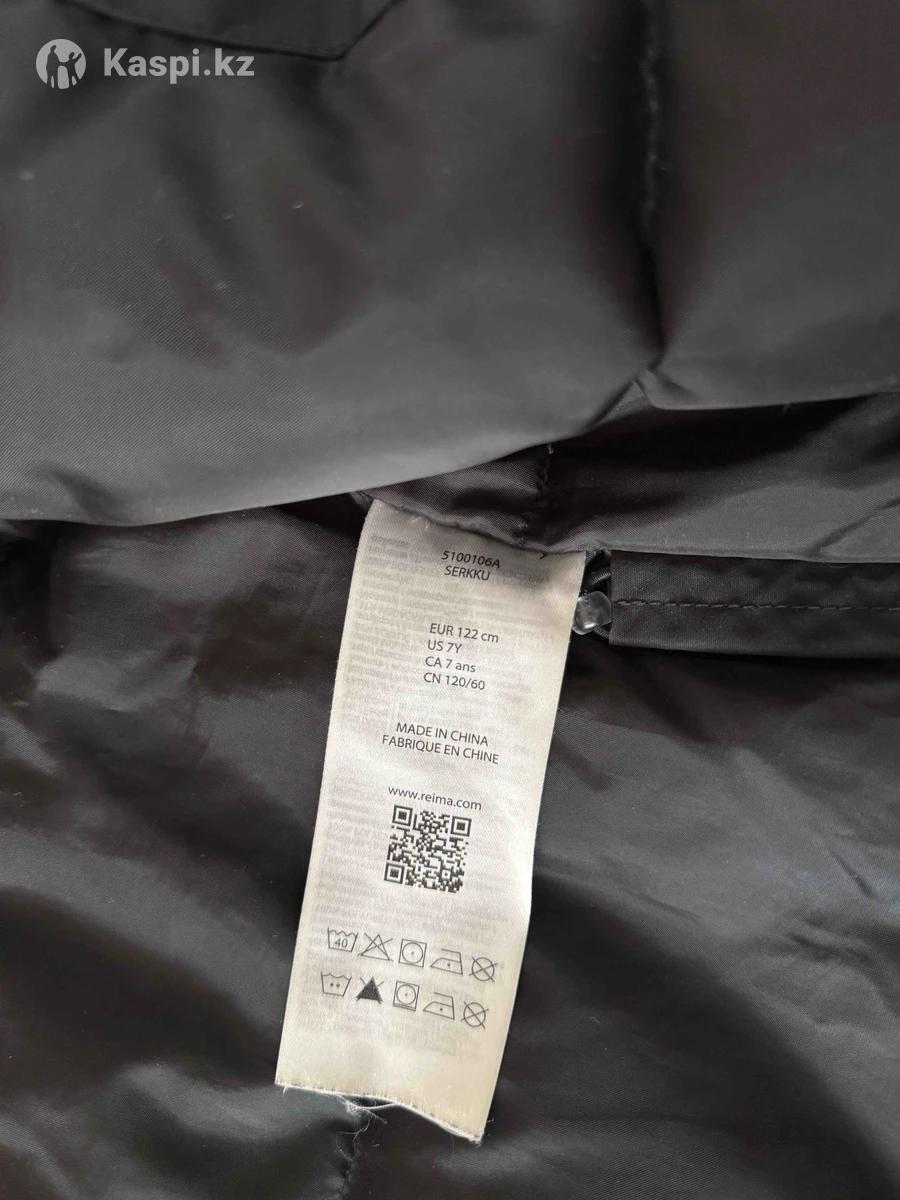 Kaspi.kz
5100106A
SERKKU
EUR 122 cm
US 7Y
CA 7 ans
CN 120/60
MADE IN CHINA
FABRIQUE EN CHINE
www.reima.com
40